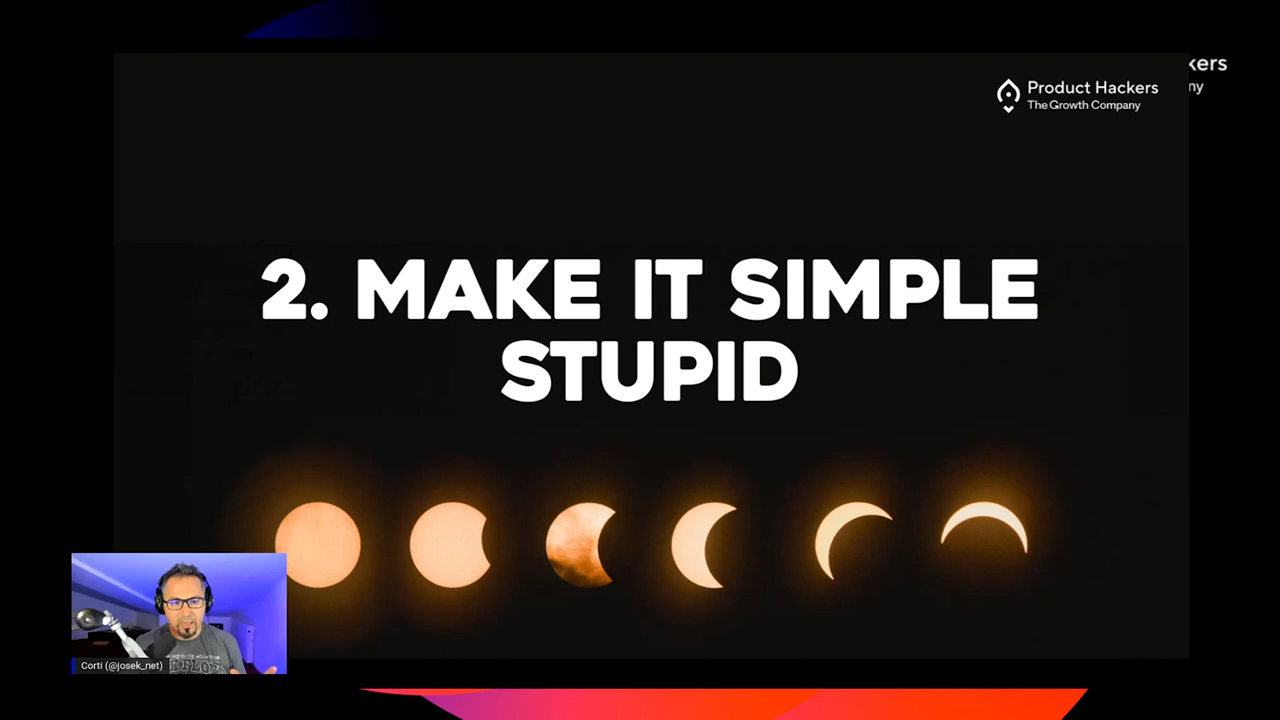 kers
ny
Product Hackers
The Growth Company
2. MAKE IT SIMPLE
STUPID
Corti (@josek_net)